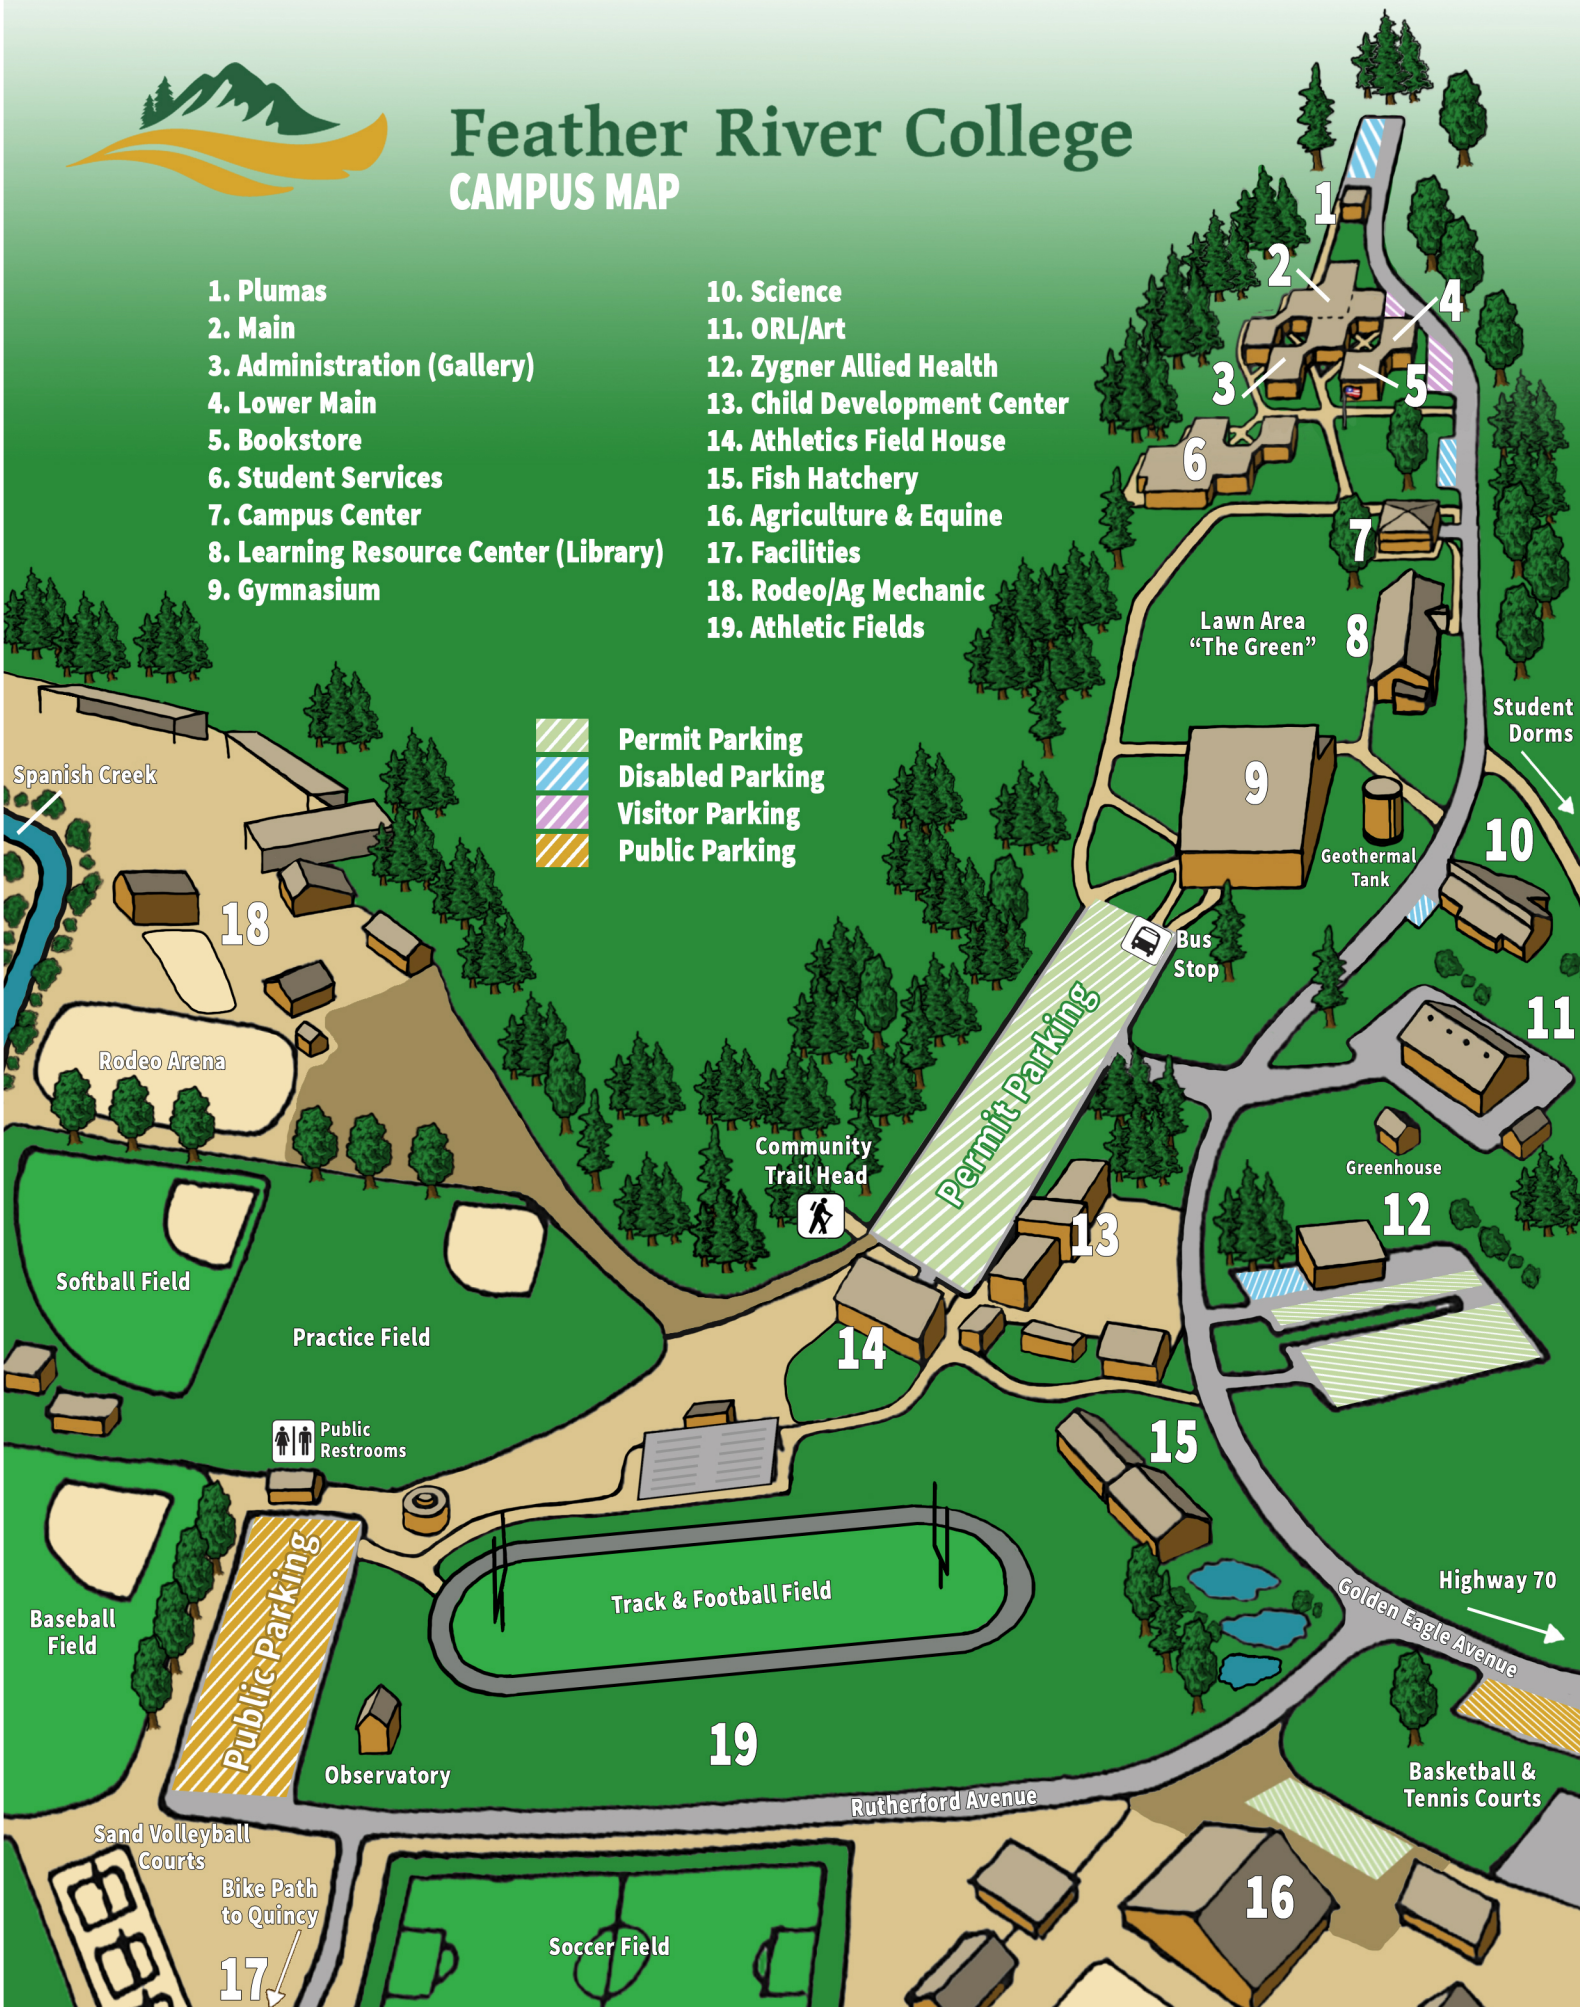 Feather River College
CAMPUS MAP
1. Plumas
2. Main
3. Administration (Gallery)
4. Lower Main
5. Bookstore
6. Student Services
7. Campus Center
8. Learning Resource Center (Library)
9. Gymnasium
10. Science
11. ORL/Art
12. Zygner Allied Health
13. Child Development Center
14. Athletics Field House
15. Fish Hatchery
16. Agriculture & Equine
17. Facilities
18. Rodeo/Ag Mechanic
19. Athletic Fields
Permit Parking
Disabled Parking
Visitor Parking
Public Parking
1
2
4
3
5
6
7
Lawn Area
“The Green”
8
Student
Dorms
Spanish Creek
9
10
Geothermal
Tank
18
Bus
Stop
11
Permit Parking
Rodeo Arena
Community
Trail Head
Greenhouse
12
13
Softball Field
Practice Field
14
Public
Restrooms
15
Public Parking
Baseball
Field
Track & Football Field
Highway 70
Golden Eagle Avenue
19
Observatory
Basketball &
Tennis Courts
Rutherford Avenue
Sand Volleyball
Courts
Bike Path
to Quincy
16
Soccer Field
17